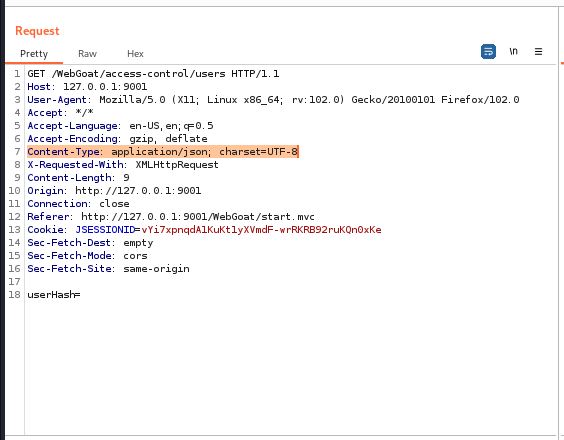 Request
Pretty Raw Hex
\n
1 GET /WebGoat/access-control/users HTTP/1.1
2 Host: 127.0.0.1:9001
3 User-Agent: Mozilla/5.0 (X11; Linux x86_64; rv:102.0) Gecko/20100101 Firefox/102.0
4 Accept: */*
5 Accept-Language: en-US,en;q=0.5
6 Accept-Encoding: gzip, deflate
7 Content-Type: application/json; charset=UTF-8
8 X-Requested-With: XMLHttpRequest
9 Content-Length: 9
10 Origin: http://127.0.0.1:9001
11 Connection: close
12 Referer: http://127.0.0.1:9001/WebGoat/start.mvc
13 Cookie: JSESSIONID=vYi7xpnqdA1KuKt1yXVmdF-wrRKRB92ruKQn0xKe
14 Sec-Fetch-Dest: empty
15 Sec-Fetch-Mode: cors
16 Sec-Fetch-Site: same-origin
17
18 userHash=